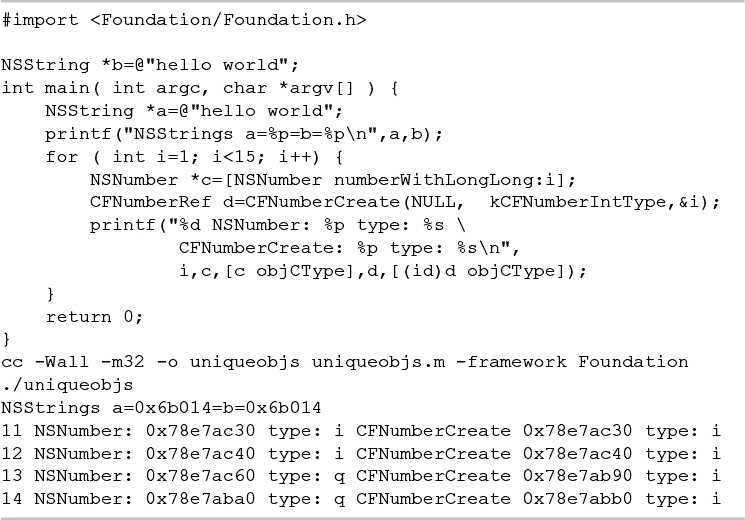 #import <Foundation/Foundation.h>

NSString *b=@"hello world";
int main( int argc, char *argv[] ) {
    NSString *a=@"hello world";
    printf("NSStrings a=%p=b=%p\n",a,b);
    for ( int i=1; i<15; i++) {
        NSNumber *c=[NSNumber numberWithLongLong:i];
        CFNumberRef d=CFNumberCreate(NULL,  kCFNumberIntType,&i);
        printf("%d NSNumber: %p type: %s \
                CFNumberCreate: %p type: %s\n",
                i,c,[c objCType],d,[(id)d objCType]);
    }
    return 0;
}
cc -Wall -m32 -o uniqueobjs uniqueobjs.m -framework Foundation
./uniqueobjs
NSStrings a=0x6b014=b=0x6b014
11 NSNumber: 0x78e7ac30 type: i CFNumberCreate 0x78e7ac30 type: i
12 NSNumber: 0x78e7ac40 type: i CFNumberCreate 0x78e7ac40 type: i
13 NSNumber: 0x78e7ac60 type: q CFNumberCreate 0x78e7ab90 type: i
14 NSNumber: 0x78e7aba0 type: q CFNumberCreate 0x78e7abb0 type: i